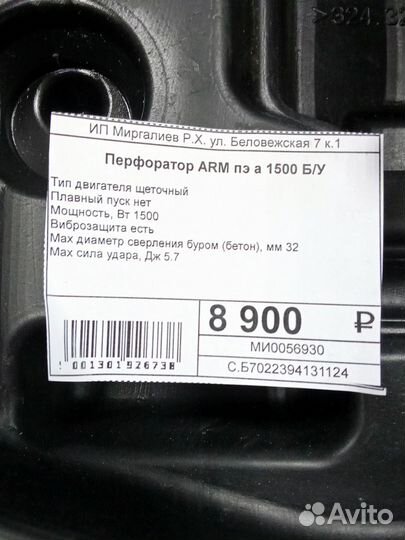 ИП Миргалиев Р.Х. ул. Беловежская 7 к.1
Перфоратор ARM пэ а 1500 Б/У
Тип двигателя щеточный
Плавный пуск нет
Мощность, Вт 1500
Виброзащита есть
Мах диаметр сверления буром (бетон), мм 32
Мах сила удара, Дж 5.7
8 900 ₽
МИ0056930
С.Б7022394131124
001301926738
Avito